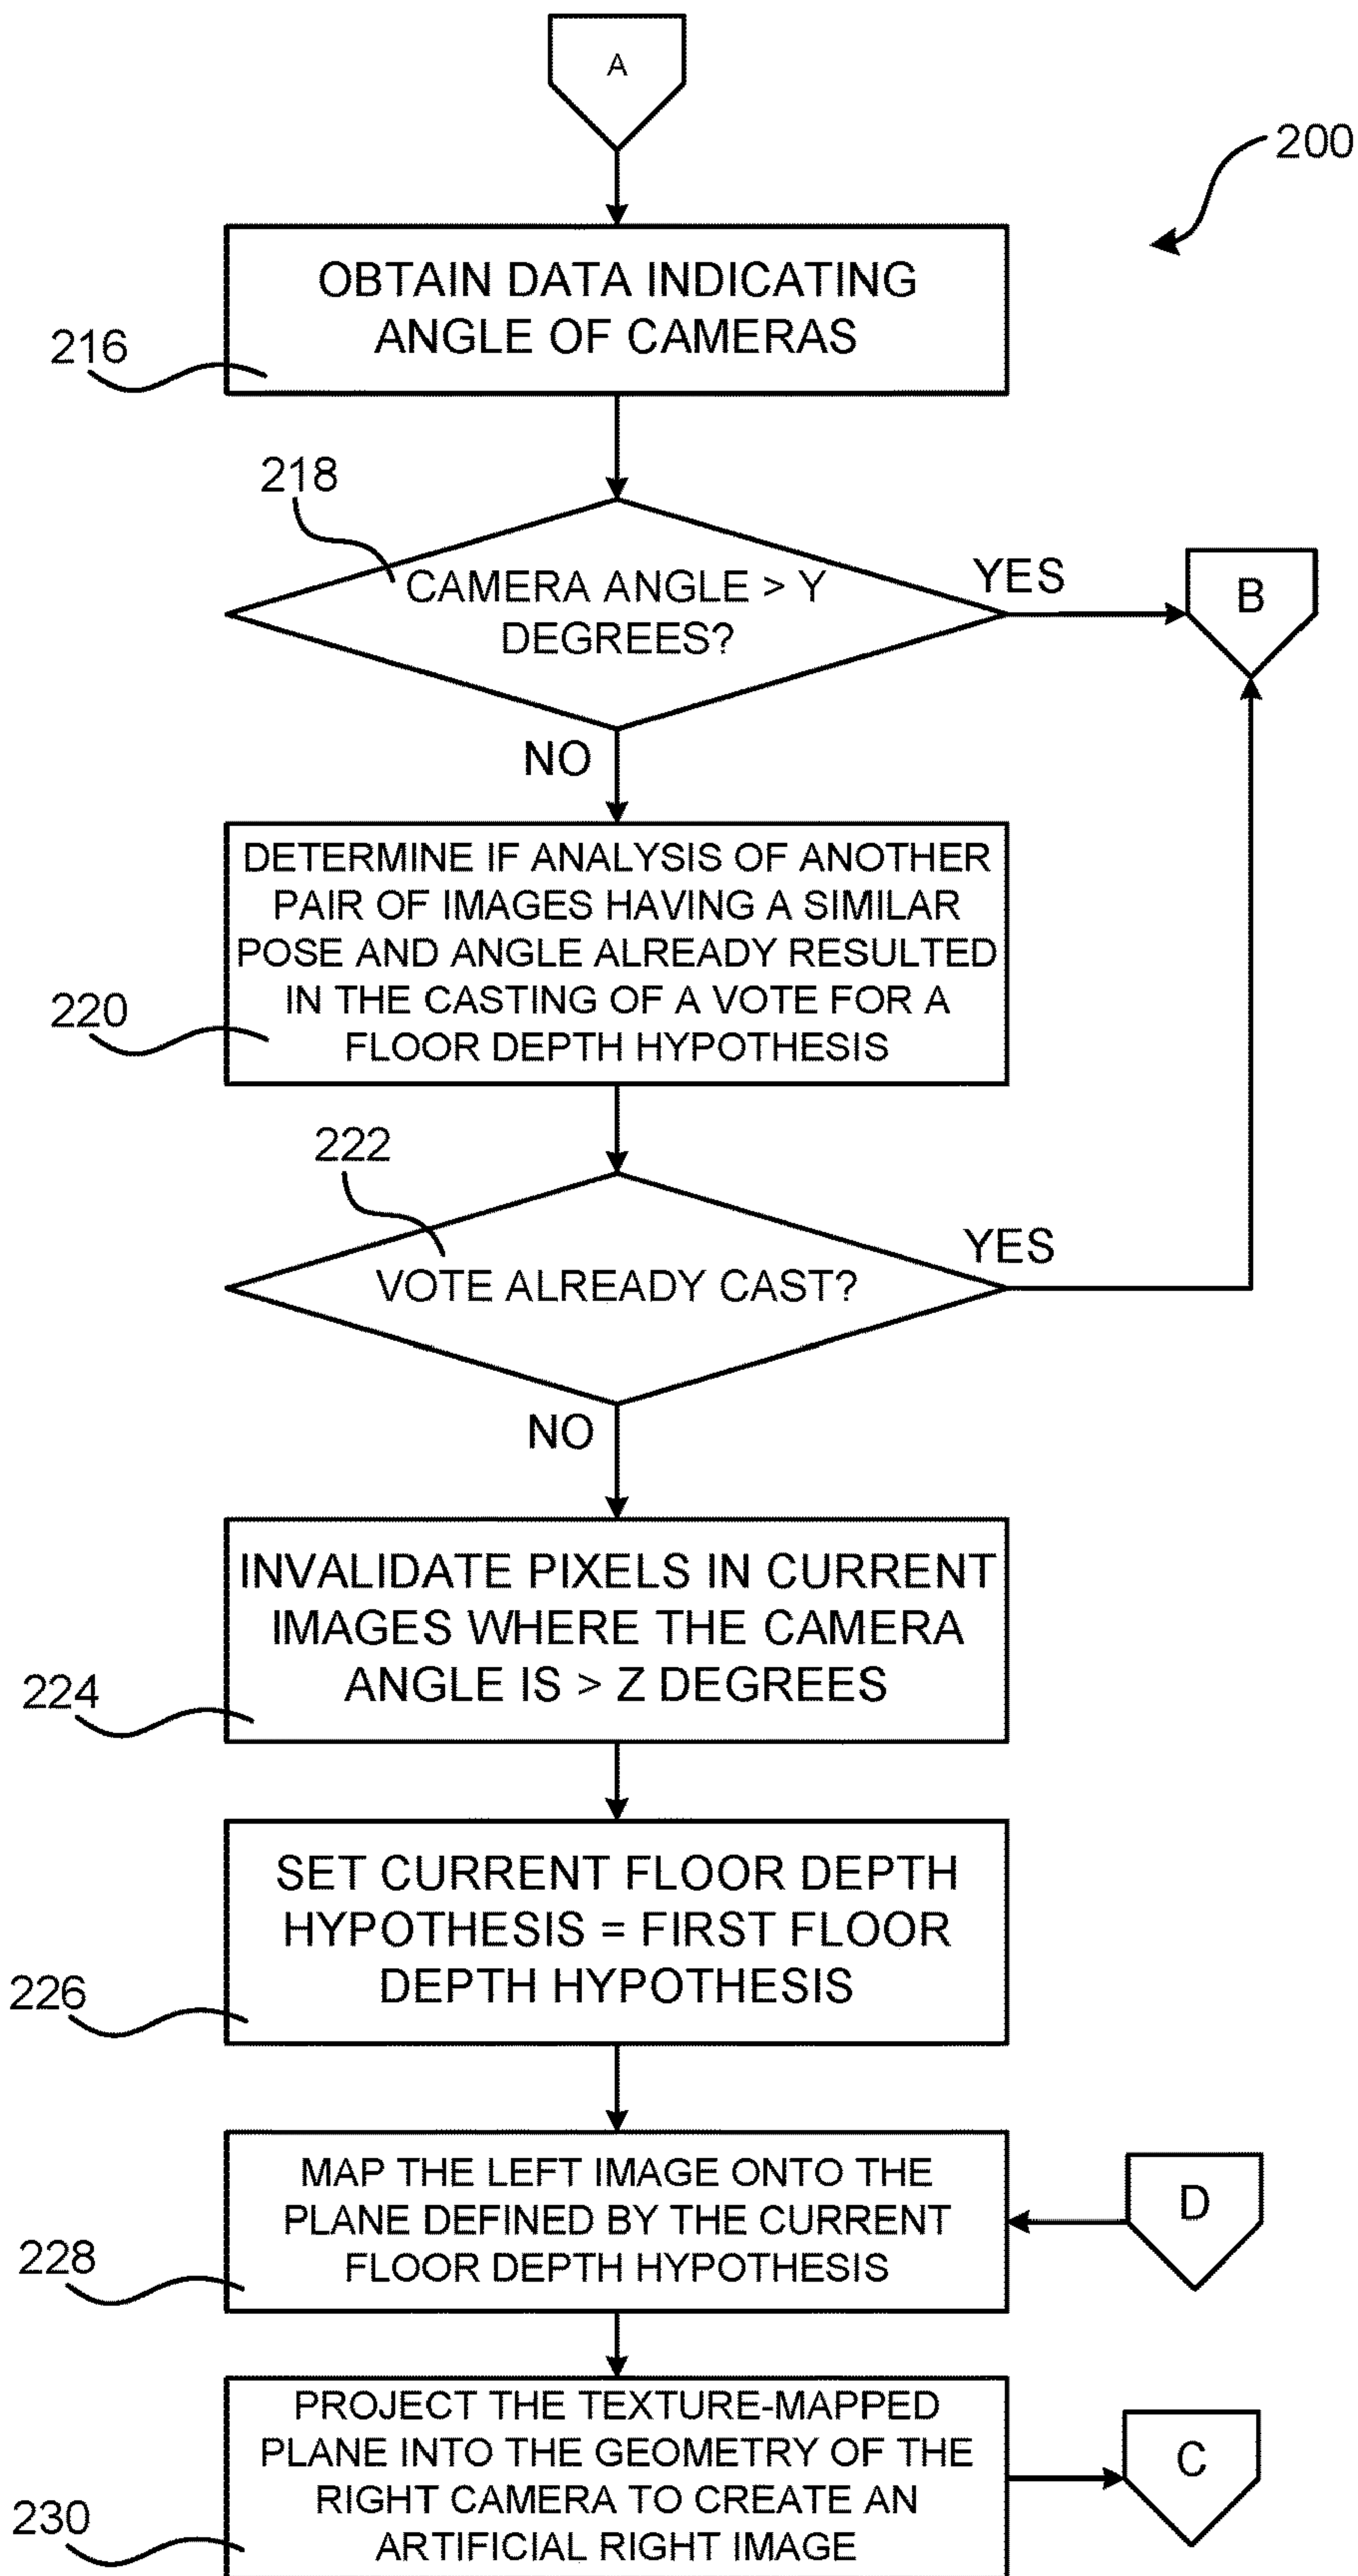 A
200
OBTAIN DATA INDICATING
ANGLE OF CAMERAS
216
218
CAMERA ANGLE > Y
DEGREES?
YES
B
NO
DETERMINE IF ANALYSIS OF ANOTHER
PAIR OF IMAGES HAVING A SIMILAR
POSE AND ANGLE ALREADY RESULTED
IN THE CASTING OF A VOTE FOR A
FLOOR DEPTH HYPOTHESIS
220
222
VOTE ALREADY CAST?
YES
NO
INVALIDATE PIXELS IN CURRENT
IMAGES WHERE THE CAMERA
ANGLE IS > Z DEGREES
224
SET CURRENT FLOOR DEPTH
HYPOTHESIS = FIRST FLOOR
DEPTH HYPOTHESIS
226
MAP THE LEFT IMAGE ONTO THE
PLANE DEFINED BY THE CURRENT
FLOOR DEPTH HYPOTHESIS
228
D
PROJECT THE TEXTURE-MAPPED
PLANE INTO THE GEOMETRY OF THE
RIGHT CAMERA TO CREATE AN
ARTIFICIAL RIGHT IMAGE
230
C